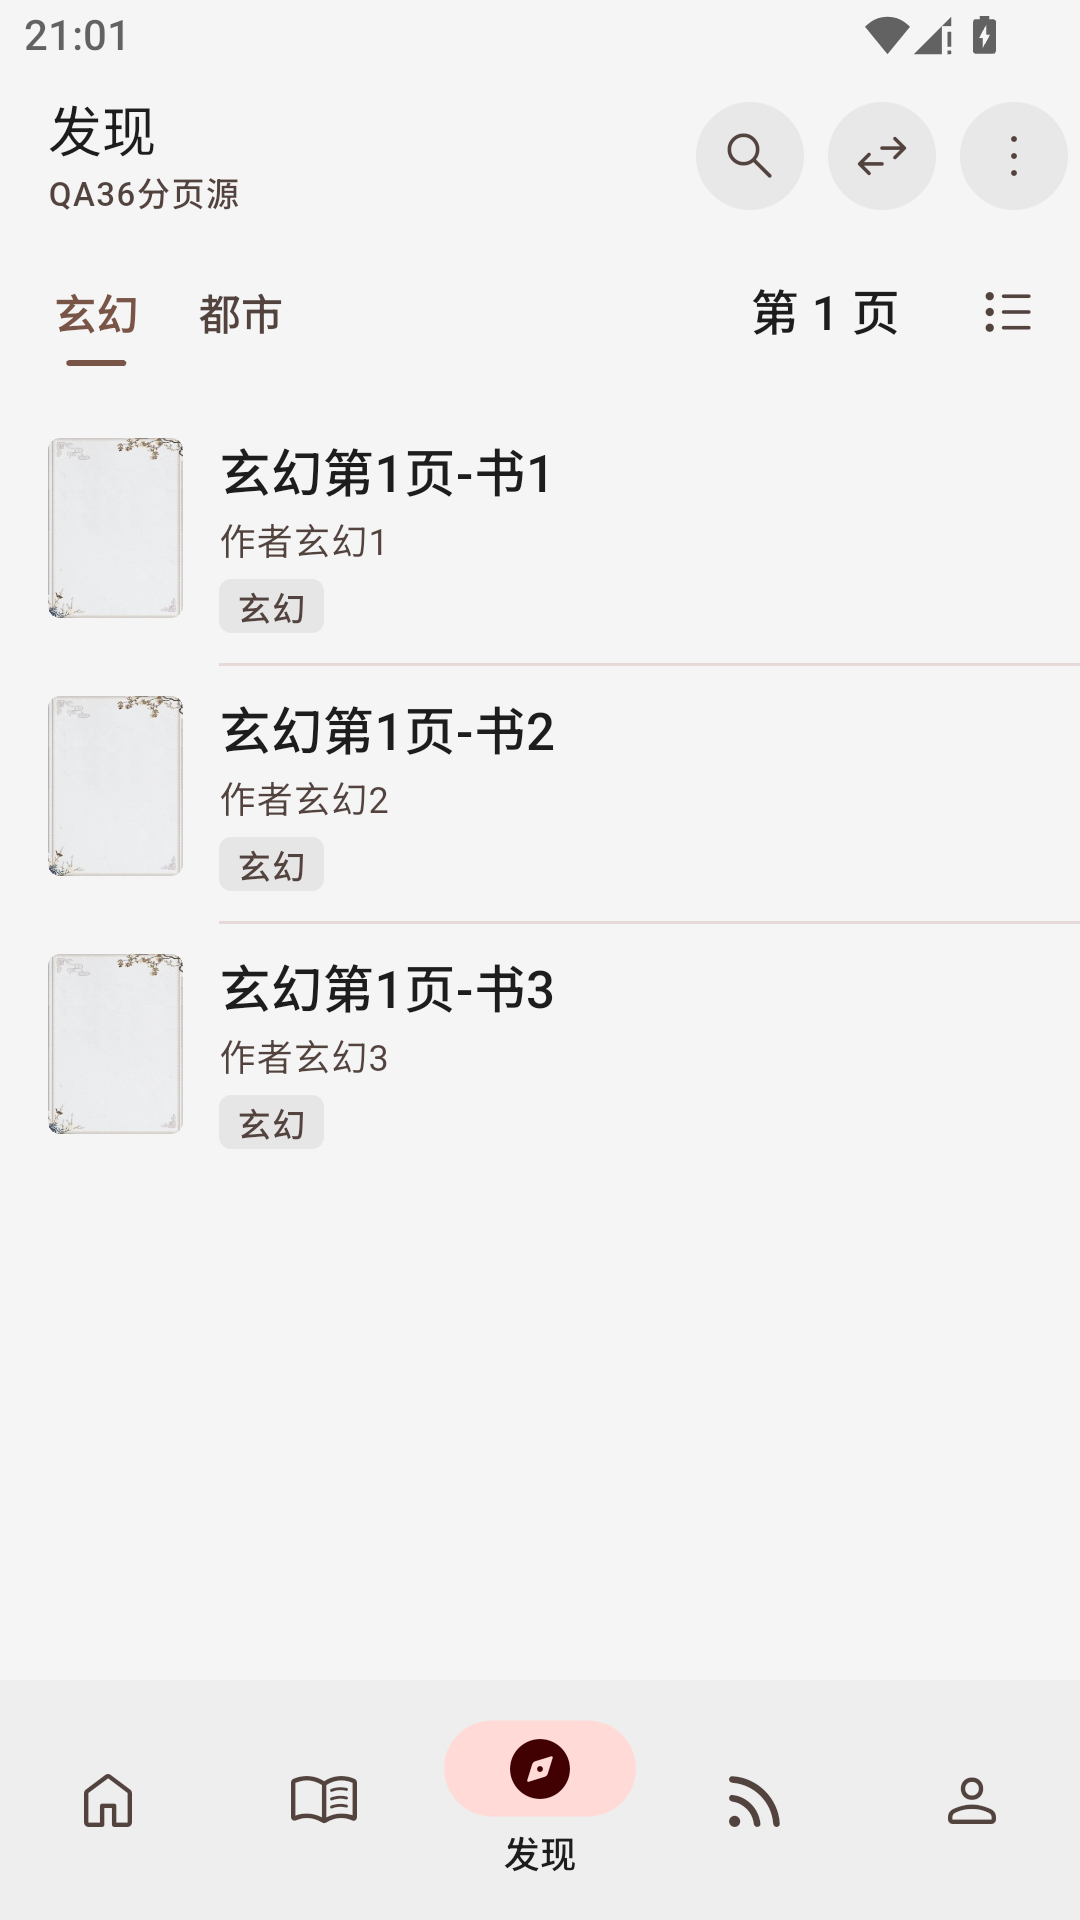 21:01
发现
QA36分页源
玄幻 都市 第 1 页
玄幻第1页-书1
作者玄幻1
玄幻
玄幻第1页-书2
作者玄幻2
玄幻
玄幻第1页-书3
作者玄幻3
玄幻
发现